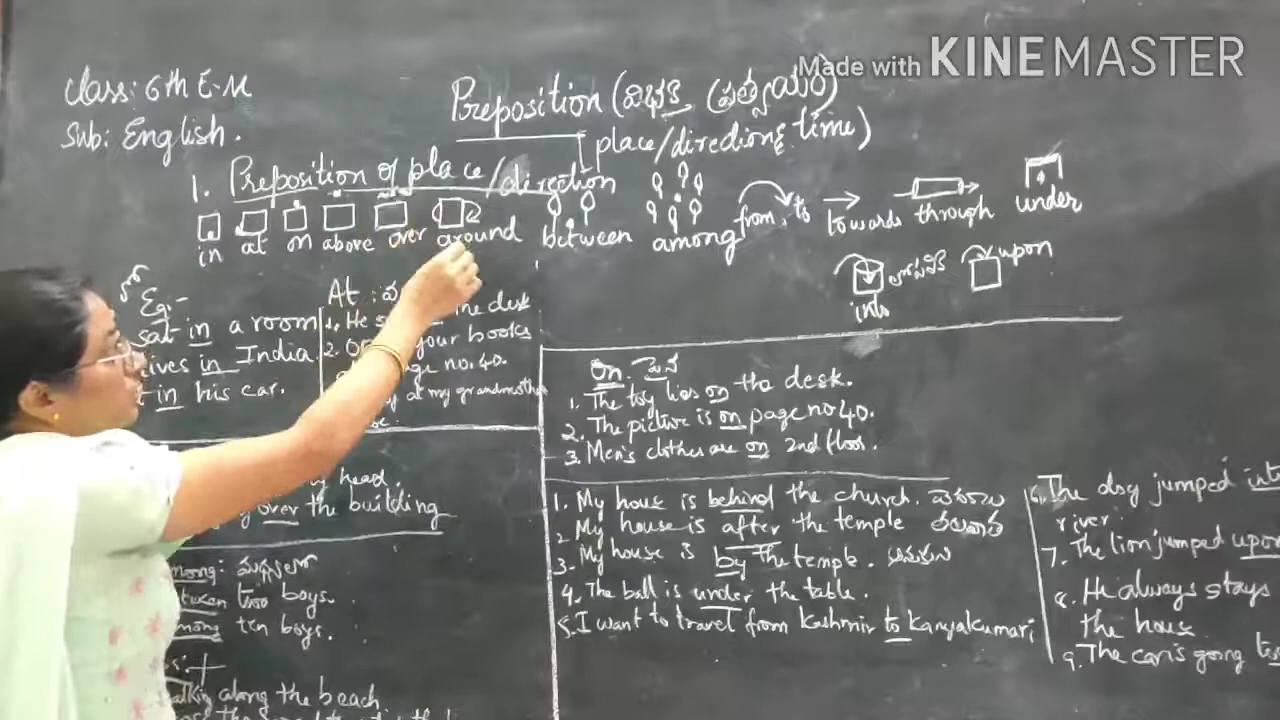 Made with KINEMASTER
Class: 6th E.M
Sub: English.
Preposition (విభక్తి ప్రత్యయం)
place/direction & time)
1. Preposition of place/direction
in at on above over around between among from, to towards through under
into లోపలికి upon
Eg:-
sat in a room
lives in India
in his car.
At :
1. He the desk
2. your books
no. 40.
at my grandmother
On పైన
1. The toy lies on the desk.
2. The picture is on page no 40.
3. Men's clothes are on 2nd floor.
head.
over the building
among:
two boys.
among ten boys.
along the beach
1. My house is behind the church.
2. My house is after the temple
3. My house is by the temple.
4. The ball is under the table.
5. I want to travel from Kashmir to Kanyakumari
6. The dog jumped
river.
7. The lion jumped upon
8. He always stays
the house
9. The car is going